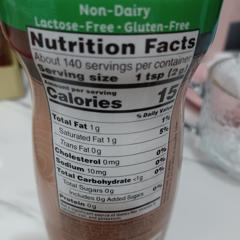 Non-Dairy
Lactose-Free • Gluten-Free
Nutrition Facts
About 140 servings per container
Serving size 1 tsp (2 g
Amount per serving
Calories 15
% Daily Value
Total Fat 1g 1%
Saturated Fat 1g 5%
Trans Fat 0g
Cholesterol 0mg 0%
Sodium 10mg 0%
Total Carbohydrate <1g 0%
Total Sugars 0g
Includes 0g Added Sugars 0%
Protein 0g